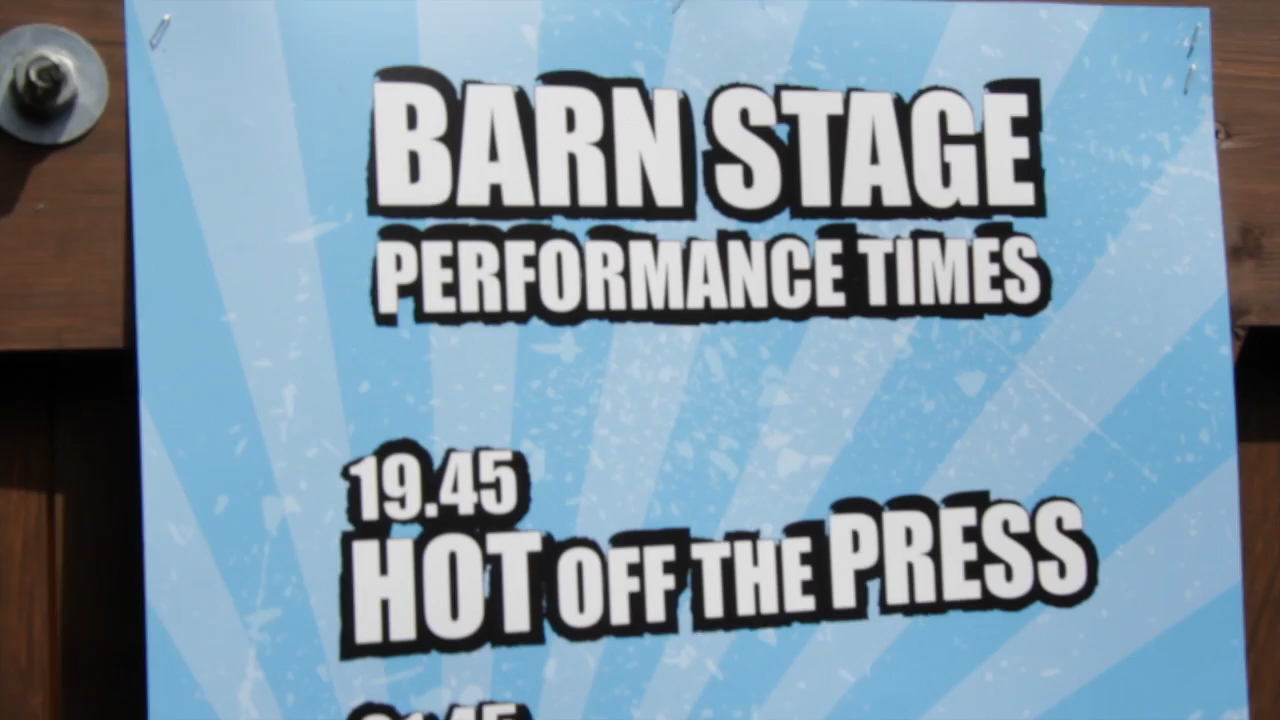 BARN STAGE
PERFORMANCE TIMES
19.45
HOT OFF THE PRESS